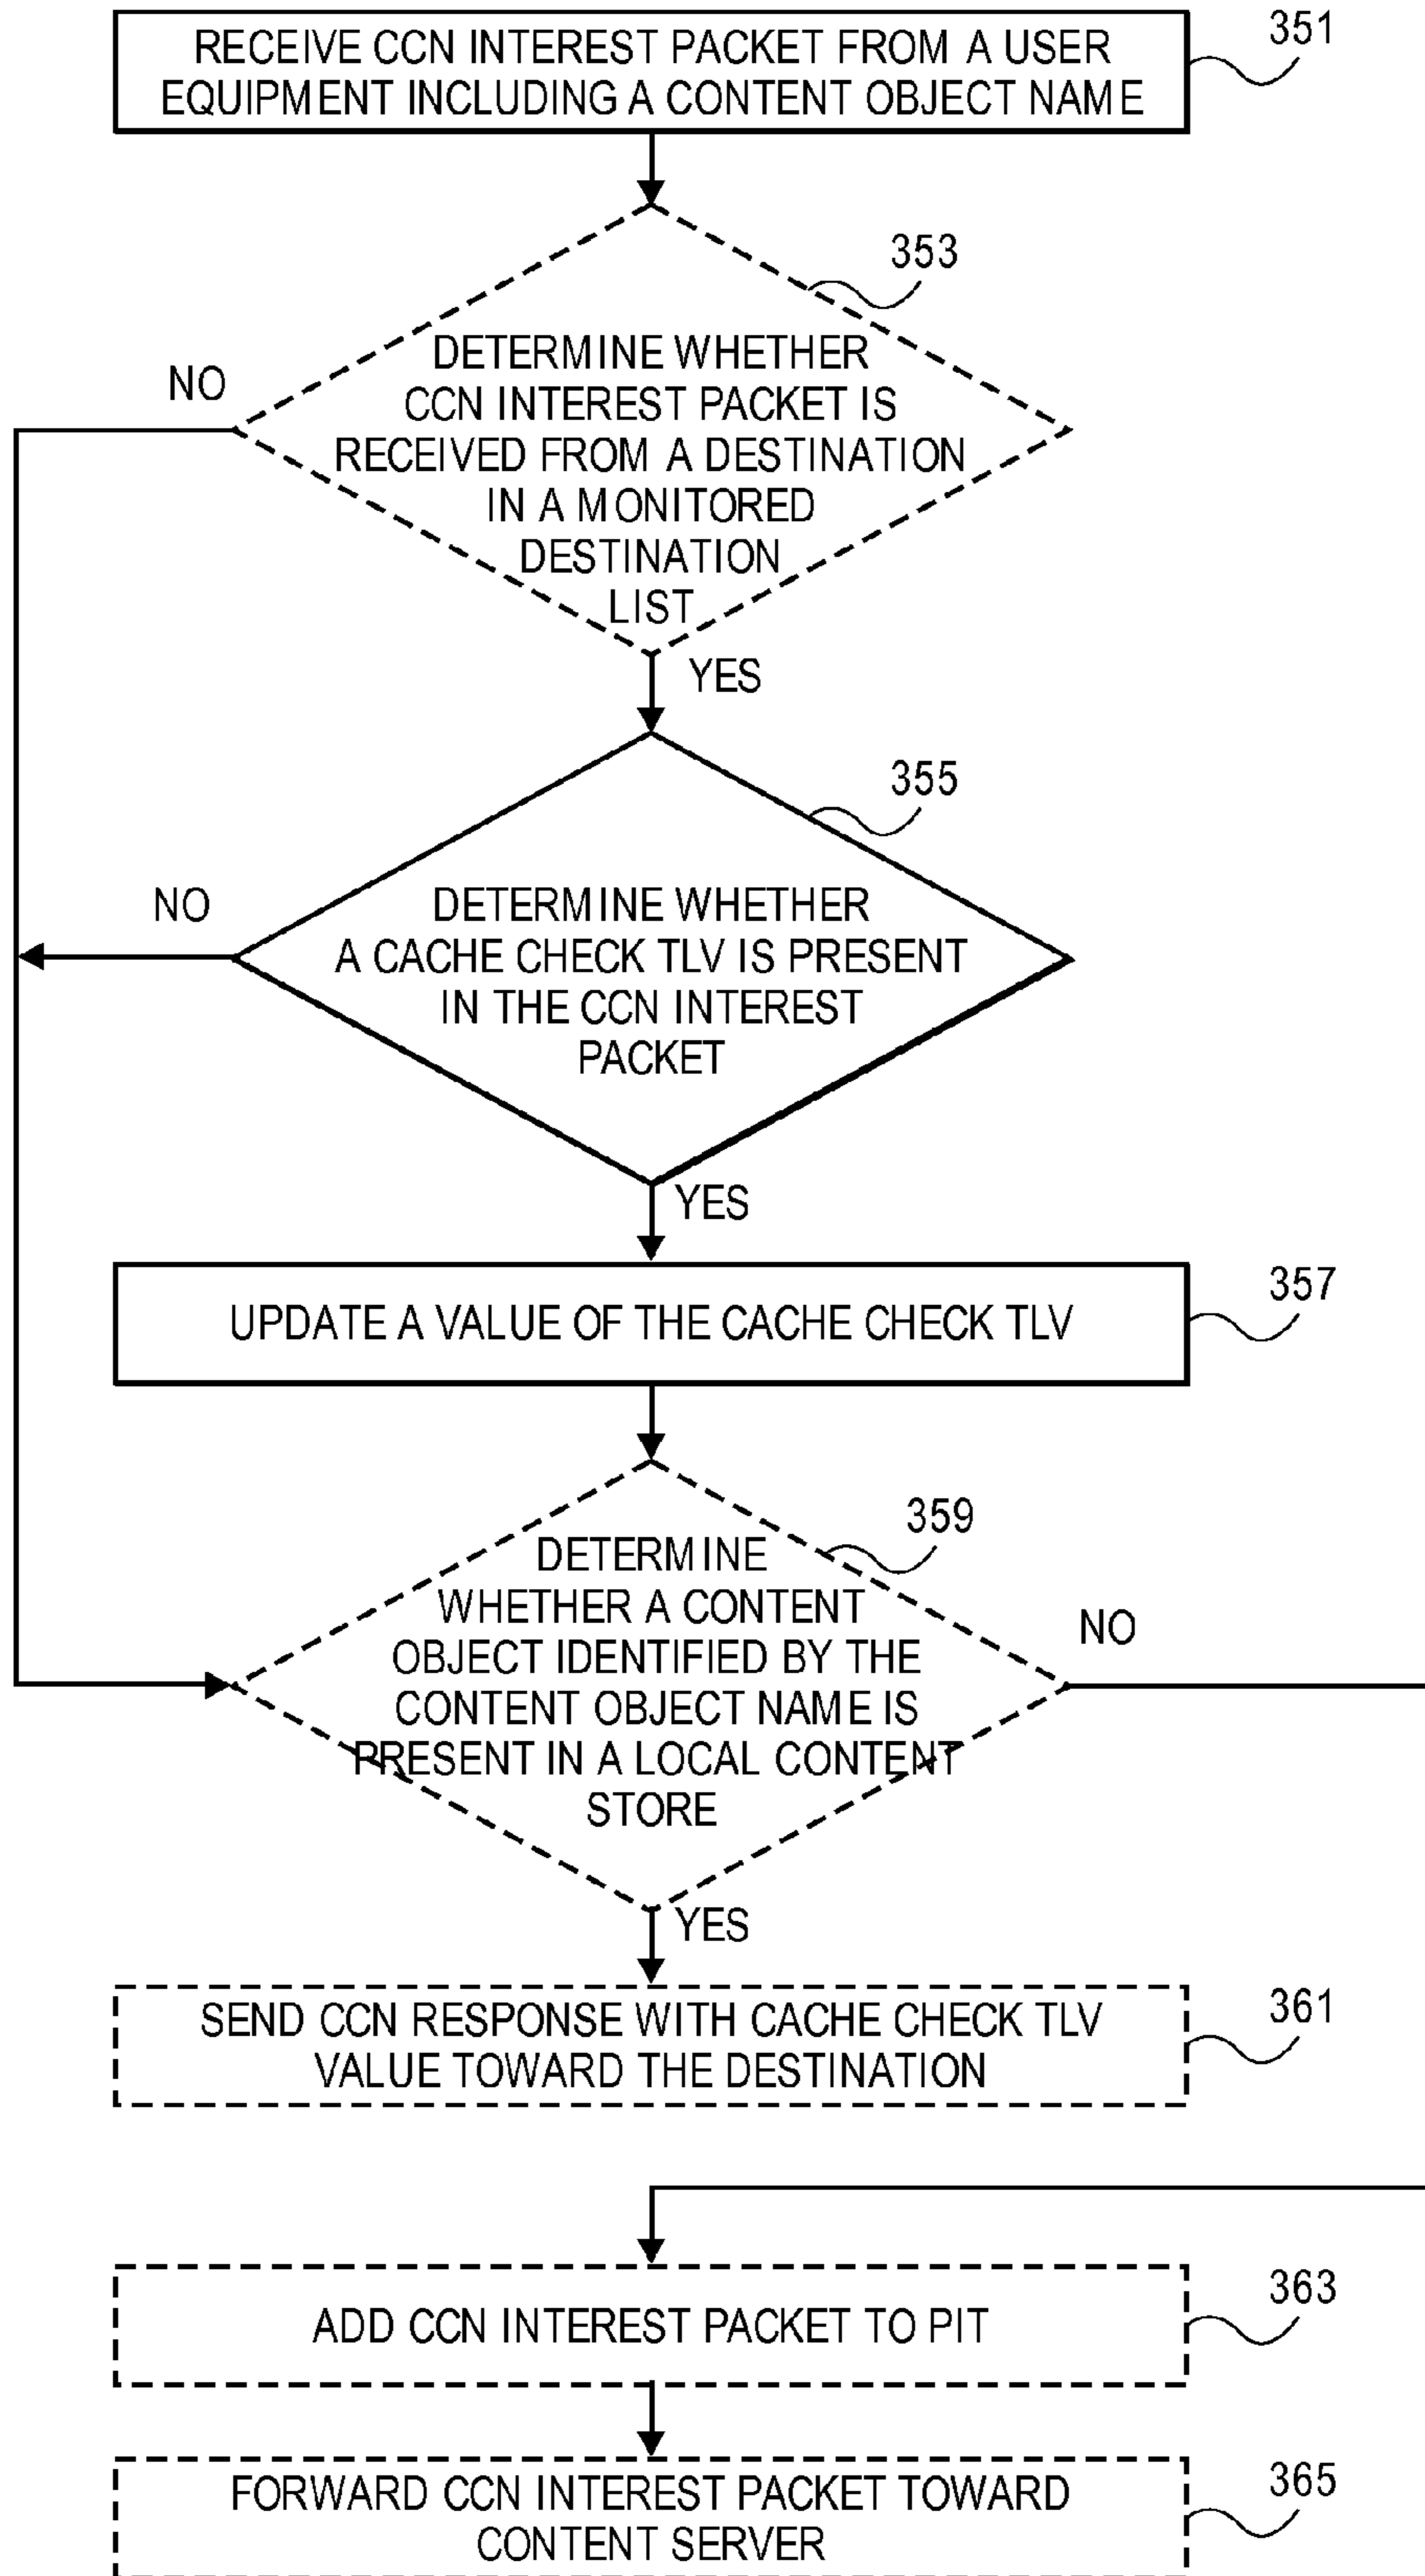 RECEIVE CCN INTEREST PACKET FROM A USER
EQUIPMENT INCLUDING A CONTENT OBJECT NAME
351
353
DETERMINE WHETHER
CCN INTEREST PACKET IS
RECEIVED FROM A DESTINATION
IN A MONITORED
DESTINATION
LIST
NO
YES
355
DETERMINE WHETHER
A CACHE CHECK TLV IS PRESENT
IN THE CCN INTEREST
PACKET
NO
YES
UPDATE A VALUE OF THE CACHE CHECK TLV
357
359
DETERMINE
WHETHER A CONTENT
OBJECT IDENTIFIED BY THE
CONTENT OBJECT NAME IS
PRESENT IN A LOCAL CONTENT
STORE
NO
YES
SEND CCN RESPONSE WITH CACHE CHECK TLV
VALUE TOWARD THE DESTINATION
361
ADD CCN INTEREST PACKET TO PIT
363
FORWARD CCN INTEREST PACKET TOWARD
CONTENT SERVER
365